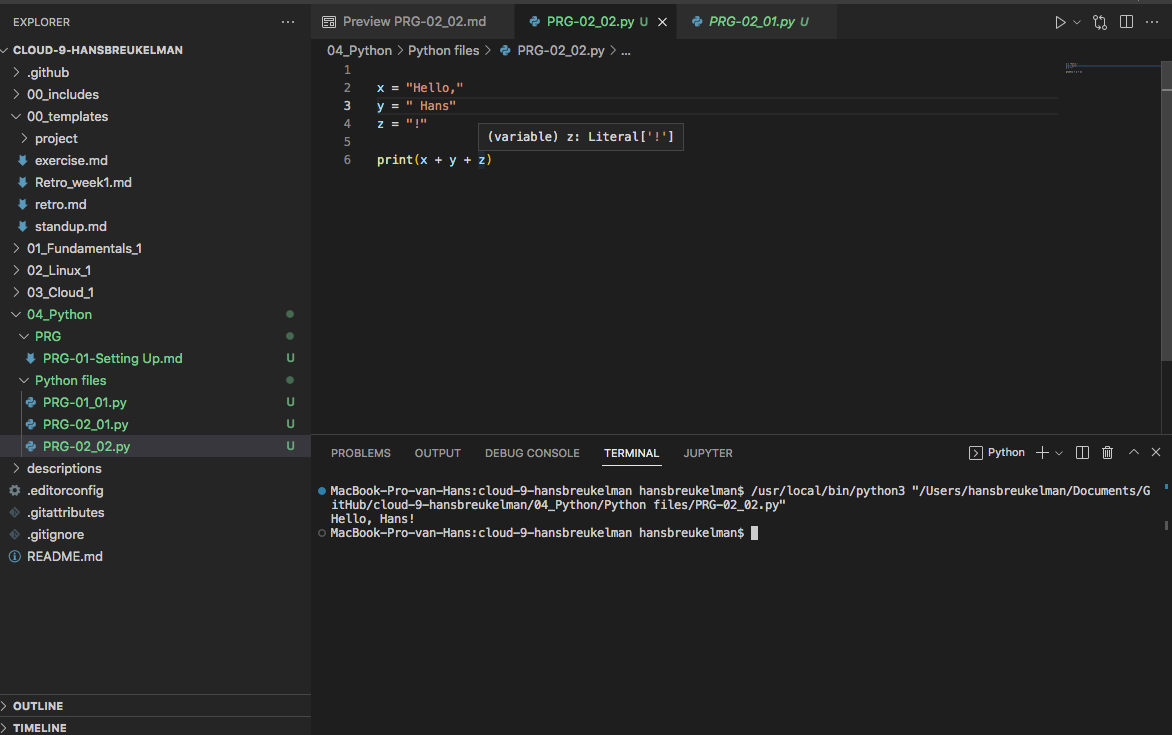 EXPLORER
CLOUD-9-HANSBREUKELMAN
.github
00_includes
00_templates
project
exercise.md
Retro_week1.md
retro.md
standup.md
01_Fundamentals_1
02_Linux_1
03_Cloud_1
04_Python
PRG
PRG-01-Setting Up.md U
Python files
PRG-01_01.py U
PRG-02_01.py U
PRG-02_02.py U
descriptions
.editorconfig
.gitattributes
.gitignore
README.md
OUTLINE
TIMELINE
Preview PRG-02_02.md PRG-02_02.py U PRG-02_01.py U
04_Python > Python files > PRG-02_02.py > ...
1
2 x = "Hello,"
3 y = " Hans"
4 z = "!"
(variable) z: Literal['!']
5
6 print(x + y + z)
PROBLEMS OUTPUT DEBUG CONSOLE TERMINAL JUPYTER Python
MacBook-Pro-van-Hans:cloud-9-hansbreukelman hansbreukelman$ /usr/local/bin/python3 "/Users/hansbreukelman/Documents/G
itHub/cloud-9-hansbreukelman/04_Python/Python files/PRG-02_02.py"
Hello, Hans!
MacBook-Pro-van-Hans:cloud-9-hansbreukelman hansbreukelman$